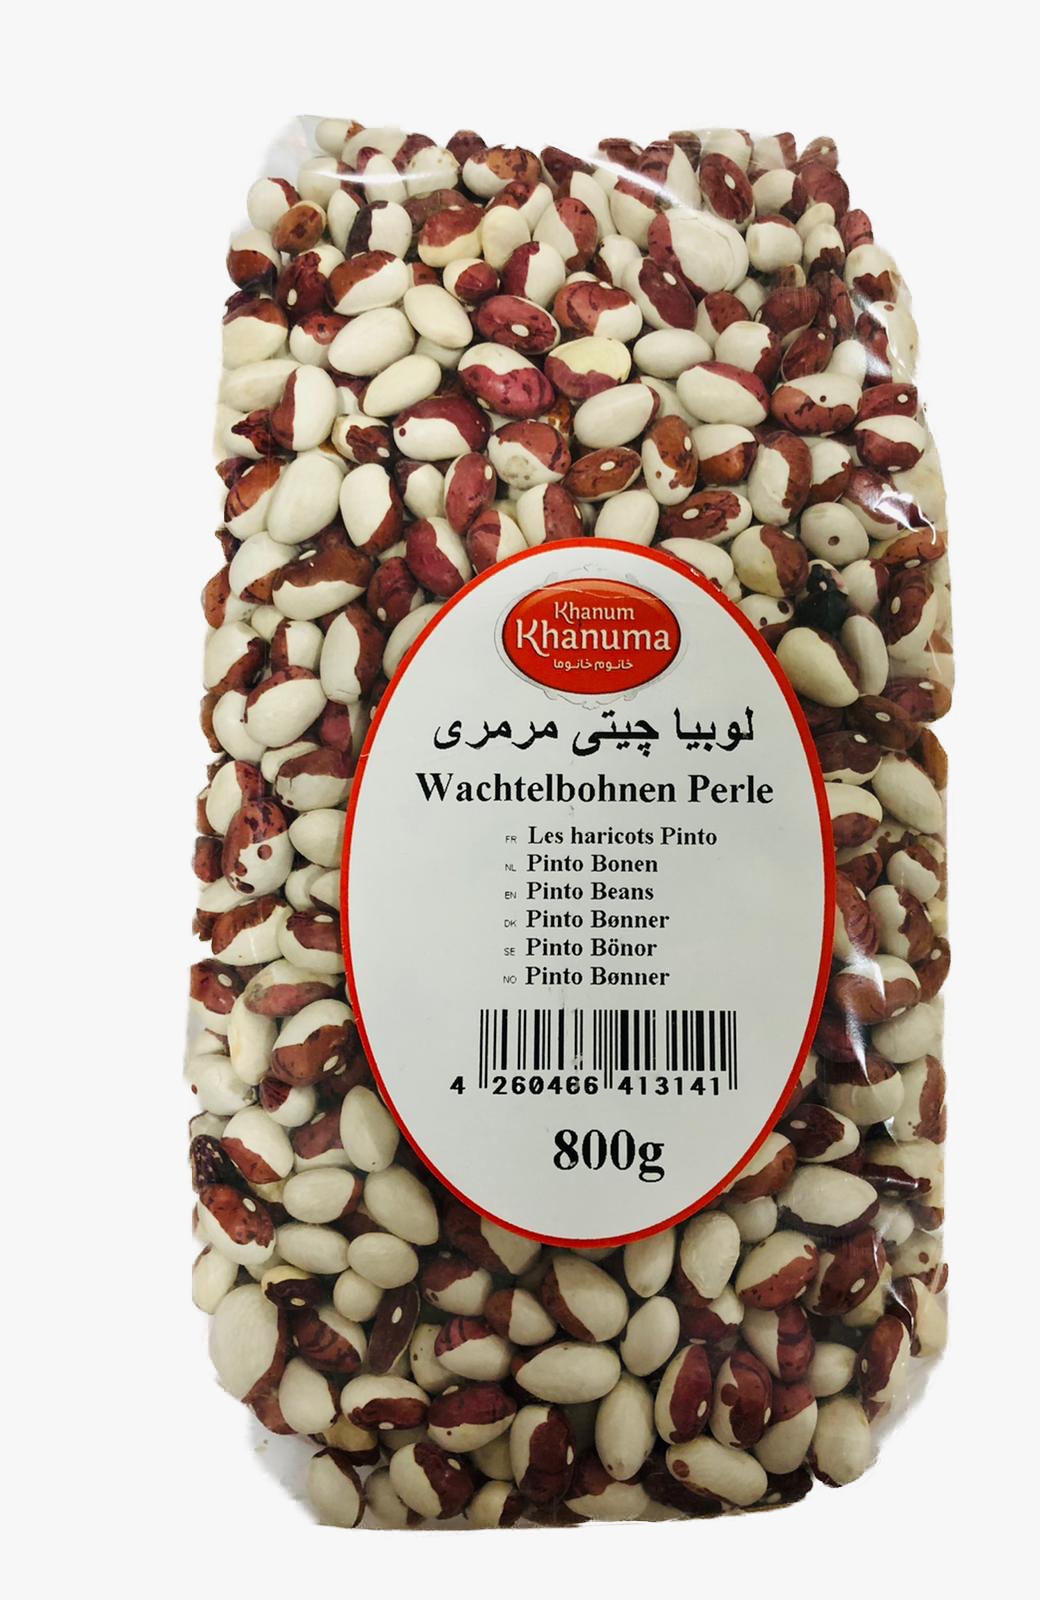 Khanum
Khanuma
خانوم خانوما
لوبیا چیتی مرمری
Wachtelbohnen Perle
FR Les haricots Pinto
NL Pinto Bonen
EN Pinto Beans
DK Pinto Bønner
SE Pinto Bönor
NO Pinto Bønner
4 260466 413141
800g